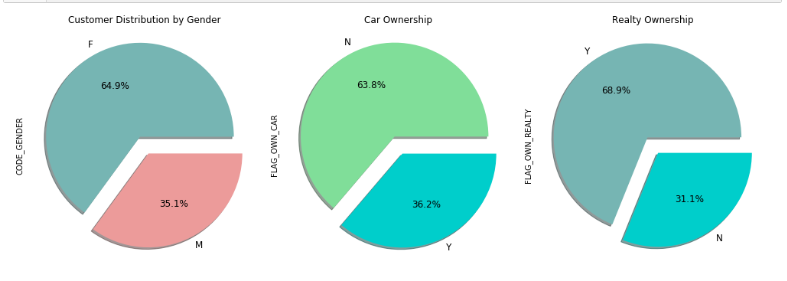 Customer Distribution by Gender
F
64.9%
CODE_GENDER
35.1%
M
Car Ownership
N
63.8%
FLAG_OWN_CAR
36.2%
Y
Realty Ownership
Y
68.9%
FLAG_OWN_REALTY
31.1%
N